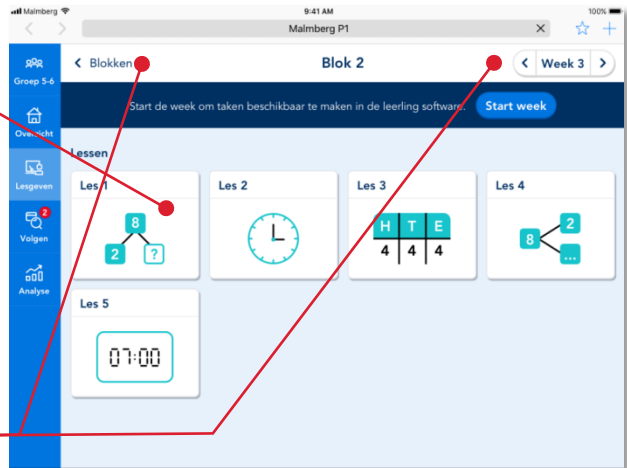 Malmberg
9:41 AM
100%
Malmberg P1
Groep 5-6
Overzicht
Lesgeven
2
Volgen
Analyse
Blokken
Blok 2
Week 3
Start de week om taken beschikbaar te maken in de leerling software.
Start week
Lessen
Les 1
8
2 ?
Les 2
Les 3
H T E
4 4 4
Les 4
8
2
...
Les 5
07:00